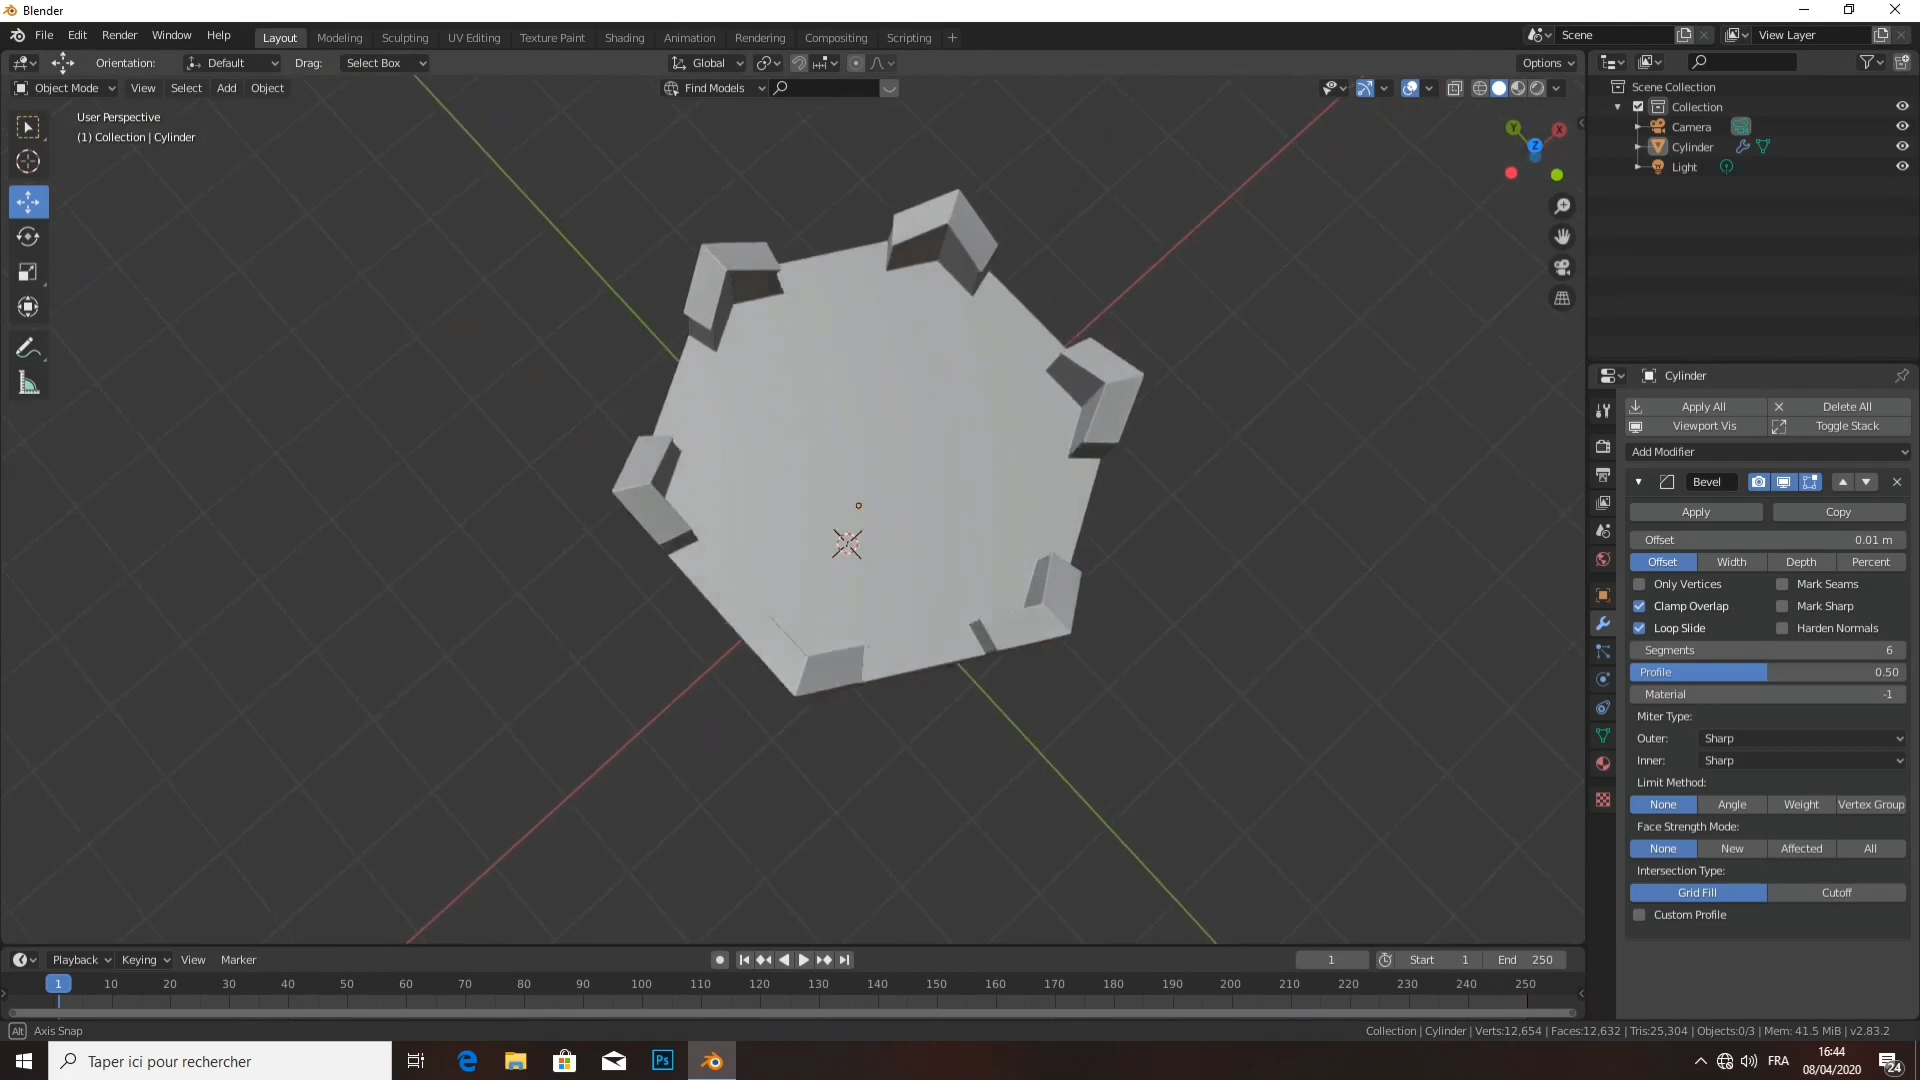 Blender
File Edit Render Window Help Layout Modeling Sculpting UV Editing Texture Paint Shading Animation Rendering Compositing Scripting + Scene View Layer
Orientation: Default Drag: Select Box Global Options
Object Mode View Select Add Object Find Models
User Perspective
(1) Collection | Cylinder
Y X Z
Scene Collection
Collection
Camera
Cylinder
Light
Cylinder
Apply All Delete All
Viewport Vis Toggle Stack
Add Modifier
Bevel
Apply Copy
Offset 0.01 m
Offset Width Depth Percent
Only Vertices Mark Seams
Clamp Overlap Mark Sharp
Loop Slide Harden Normals
Segments 6
Profile 0.50
Material -1
Miter Type:
Outer: Sharp
Inner: Sharp
Limit Method:
None Angle Weight Vertex Group
Face Strength Mode:
None New Affected All
Intersection Type:
Grid Fill Cutoff
Custom Profile
Playback Keying View Marker 1 Start 1 End 250
1 10 20 30 40 50 60 70 80 90 100 110 120 130 140 150 160 170 180 190 200 210 220 230 240 250
Alt Axis Snap Collection | Cylinder | Verts:12,654 | Faces:12,632 | Tris:25,304 | Objects:0/3 | Mem: 41.5 MiB | v2.83.2
Taper ici pour rechercher Ps FRA 16:44
08/04/2020 24